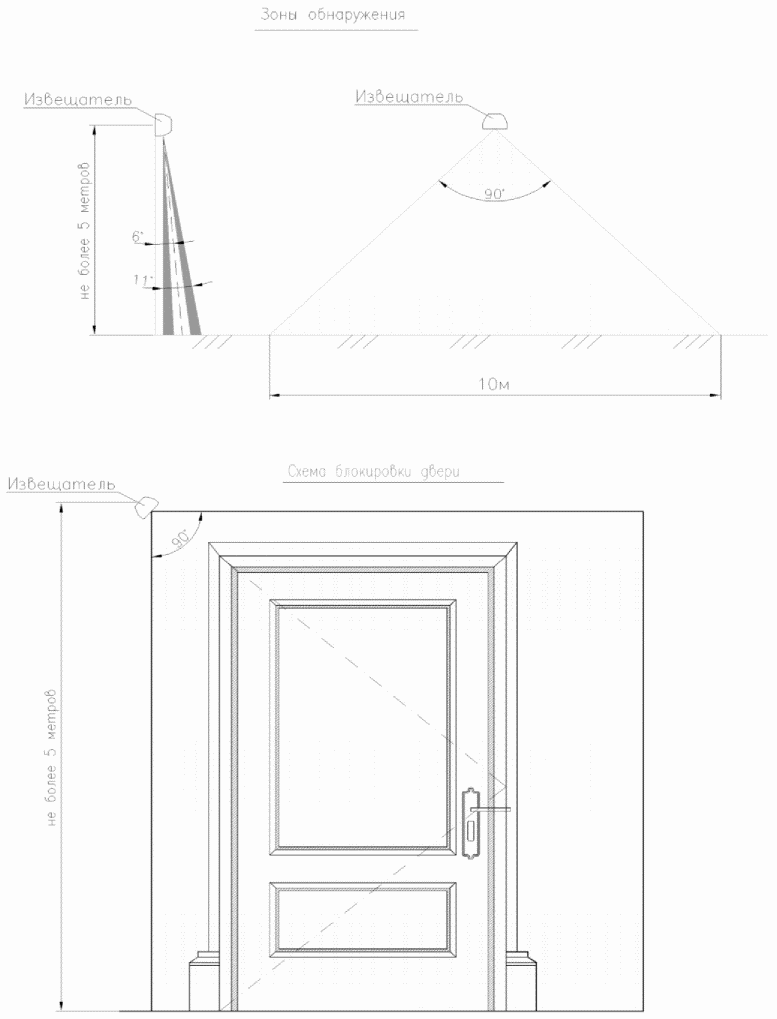 Зоны обнаружения
Извещатель
Извещатель
не более 5 метров
90°
6°
11°
10м
Схема блокировки двери
Извещатель
90°
не более 5 метров